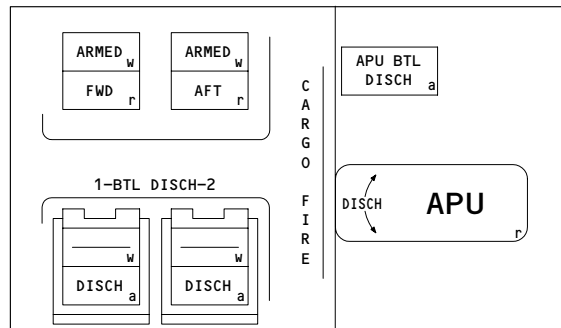 ARMED w
FWD r
ARMED w
AFT r
1-BTL DISCH-2
w
DISCH a
w
DISCH a
CARGO FIRE
APU BTL
DISCH a
DISCH APU r